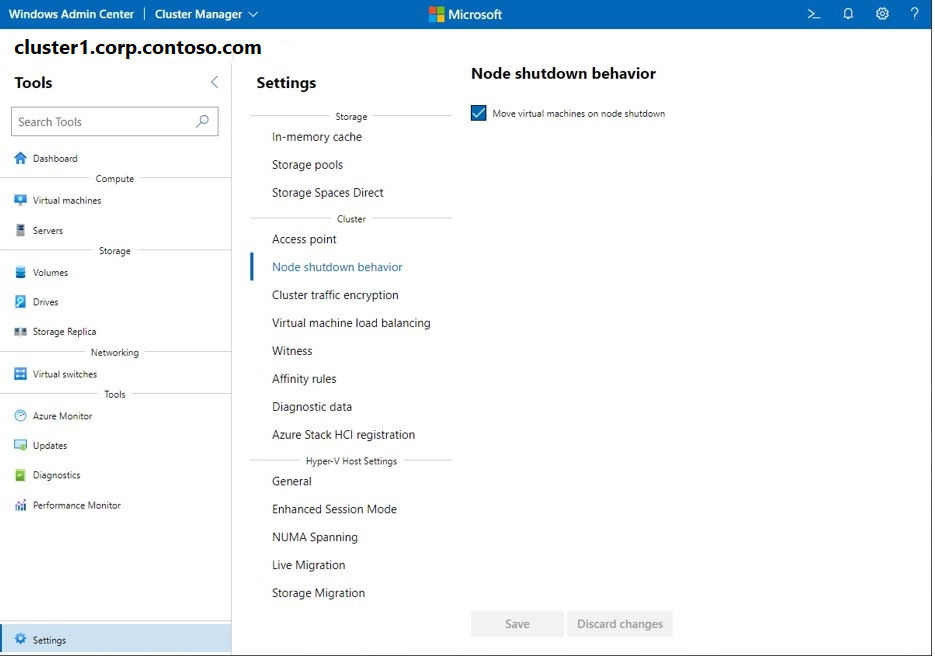 Windows Admin Center Cluster Manager Microsoft
cluster1.corp.contoso.com
Tools
Search Tools
Dashboard
Compute
Virtual machines
Servers
Storage
Volumes
Drives
Storage Replica
Networking
Virtual switches
Tools
Azure Monitor
Updates
Diagnostics
Performance Monitor
Settings
Settings
Storage
In-memory cache
Storage pools
Storage Spaces Direct
Cluster
Access point
Node shutdown behavior
Cluster traffic encryption
Virtual machine load balancing
Witness
Affinity rules
Diagnostic data
Azure Stack HCI registration
Hyper-V Host Settings
General
Enhanced Session Mode
NUMA Spanning
Live Migration
Storage Migration
Node shutdown behavior
Move virtual machines on node shutdown
Save Discard changes